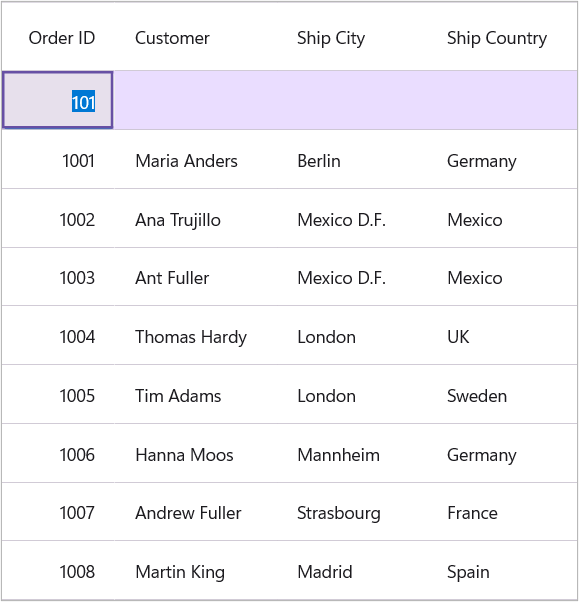 Order ID Customer Ship City Ship Country
101
1001 Maria Anders Berlin Germany
1002 Ana Trujillo Mexico D.F. Mexico
1003 Ant Fuller Mexico D.F. Mexico
1004 Thomas Hardy London UK
1005 Tim Adams London Sweden
1006 Hanna Moos Mannheim Germany
1007 Andrew Fuller Strasbourg France
1008 Martin King Madrid Spain